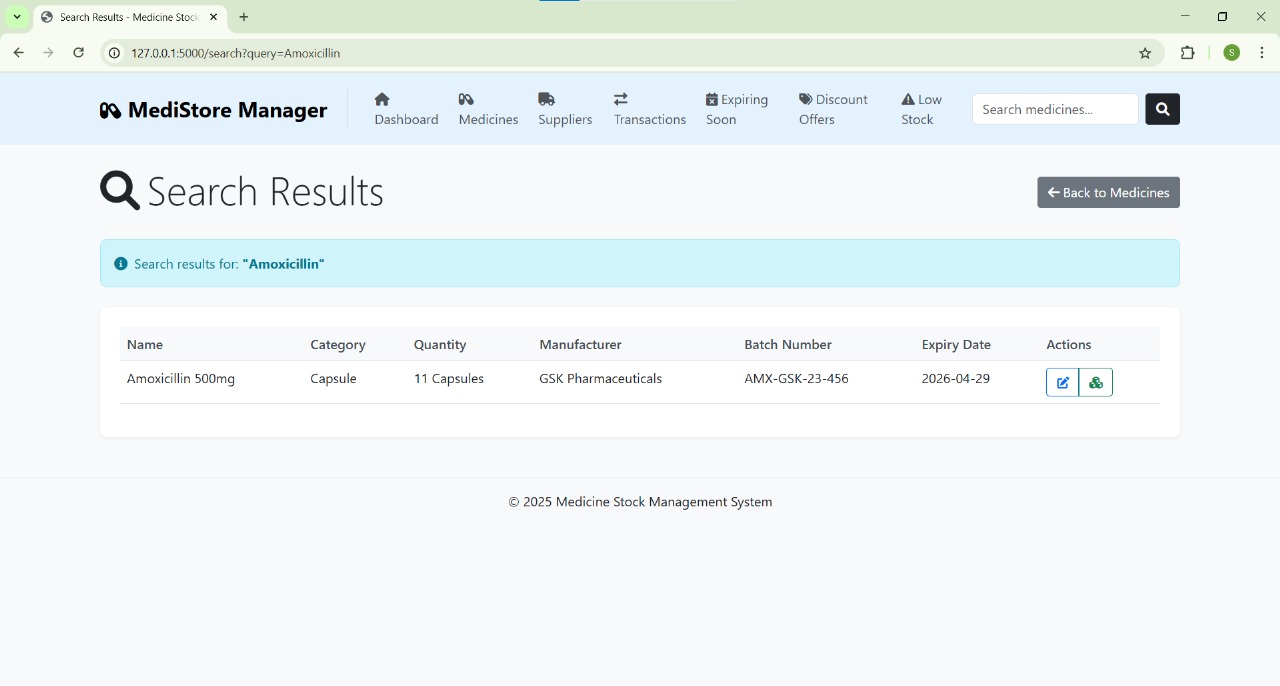 Search Results - Medicine Stock
127.0.0.1:5000/search?query=Amoxicillin
S
MediStore Manager
Dashboard
Medicines
Suppliers
Transactions
Expiring
Soon
Discount
Offers
Low
Stock
Search medicines...
Search Results
Back to Medicines
Search results for: "Amoxicillin"
Name Category Quantity Manufacturer Batch Number Expiry Date Actions
Amoxicillin 500mg Capsule 11 Capsules GSK Pharmaceuticals AMX-GSK-23-456 2026-04-29
© 2025 Medicine Stock Management System